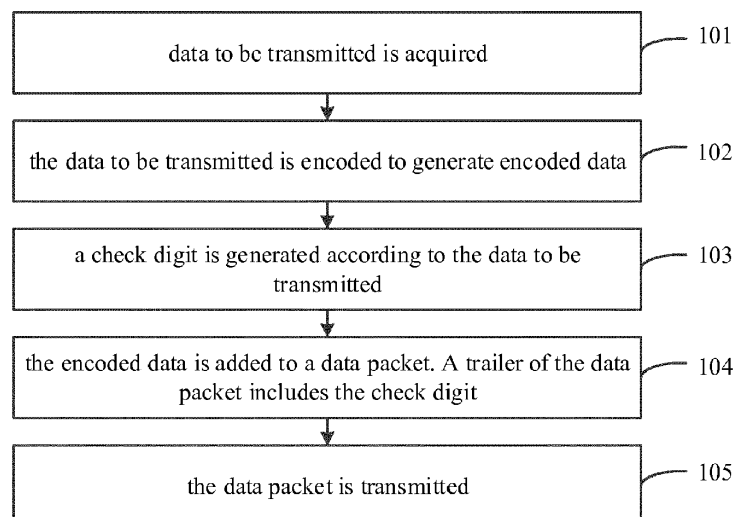 data to be transmitted is acquired
101
the data to be transmitted is encoded to generate encoded data
102
a check digit is generated according to the data to be
transmitted
103
the encoded data is added to a data packet. A trailer of the data
packet includes the check digit
104
the data packet is transmitted
105